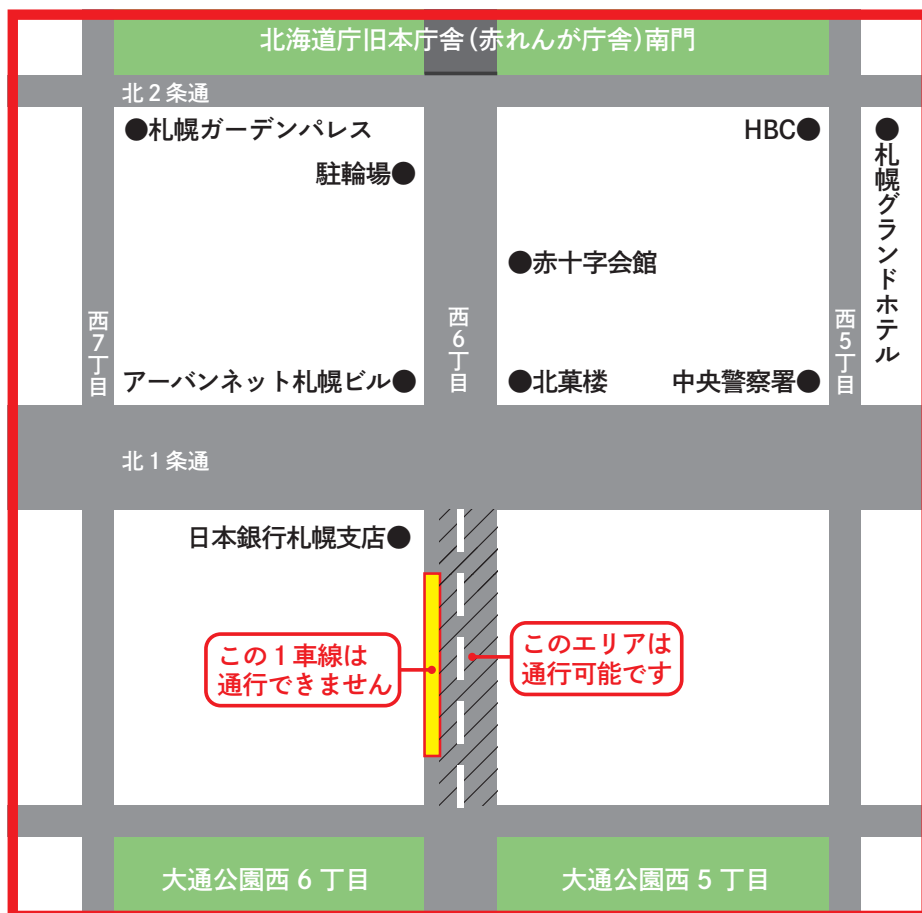 北海道庁旧本庁舎（赤れんが庁舎）南門
北2条通
●札幌ガーデンパレス
HBC●
●札幌グランドホテル
駐輪場●
●赤十字会館
西7丁目
西6丁目
西5丁目
アーバンネット札幌ビル●
●北菓楼
中央警察署●
北1条通
日本銀行札幌支店●
この1車線は
通行できません
このエリアは
通行可能です
大通公園西6丁目
大通公園西5丁目